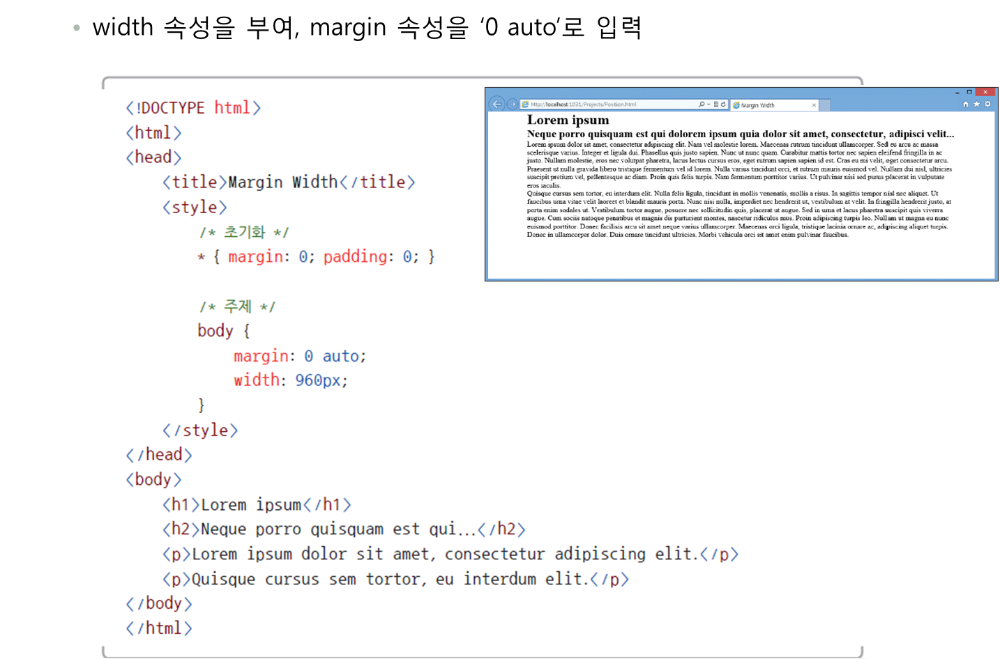 • width 속성을 부여, margin 속성을 ‘0 auto’로 입력
<!DOCTYPE html>
<html>
<head>
<title>Margin Width</title>
<style>
/* 초기화 */
* { margin: 0; padding: 0; }
/* 주제 */
body {
margin: 0 auto;
width: 960px;
}
</style>
</head>
<body>
<h1>Lorem ipsum</h1>
<h2>Neque porro quisquam est qui...</h2>
<p>Lorem ipsum dolor sit amet, consectetur adipiscing elit.</p>
<p>Quisque cursus sem tortor, eu interdum elit.</p>
</body>
</html>
http://localhost:1031/Projects/Position.html
Margin Width
Lorem ipsum
Neque porro quisquam est qui dolorem ipsum quia dolor sit amet, consectetur, adipisci velit...
Lorem ipsum dolor sit amet, consectetur adipiscing elit. Nam vel molestie lorem. Maecenas rutrum tincidunt ullamcorper. Sed eu arcu ac massa
scelerisque varius. Integer et ligula dui. Phasellus quis justo sapien. Nunc ut nunc quam. Curabitur mattis tortor nec sapien eleifend fringilla in ac
justo. Nullam molestie, eros nec volutpat pharetra, lacus lectus cursus eros, eget rutrum sapien sapien id est. Cras eu mi velit, eget consectetur arcu.
Praesent ut nulla gravida libero tristique fermentum vel id lorem. Nulla varius tincidunt orci, et rutrum mauris euismod vel. Nullam dui nisl, ultricies
suscipit pretium vel, pellentesque ac diam. Proin quis felis turpis. Nam fermentum porttitor varius. Ut pulvinar nisi sed purus placerat in vulputate
eros iaculis.
Quisque cursus sem tortor, eu interdum elit. Nulla felis ligula, tincidunt in mollis venenatis, mollis a risus. In sagittis tempor nisl nec aliquet. Ut
faucibus urna vitae velit laoreet et blandit mauris porta. Nunc nisi nulla, imperdiet nec hendrerit ut, vestibulum at velit. In fringilla hendrerit justo, at
porta enim sodales ut. Vestibulum tortor augue, posuere nec sollicitudin quis, placerat ut augue. Sed in urna et lacus pharetra suscipit quis viverra
augue. Cum sociis natoque penatibus et magnis dis parturient montes, nascetur ridiculus mus. Proin adipiscing turpis leo. Nullam ut magna eu nunc
euismod porttitor. Donec facilisis arcu sit amet neque varius ullamcorper. Maecenas orci ligula, tristique lacinia ornare ac, adipiscing aliquet turpis.
Donec in ullamcorper dolor. Duis ornare tincidunt ultricies. Morbi vehicula orci sit amet enim pulvinar faucibus.